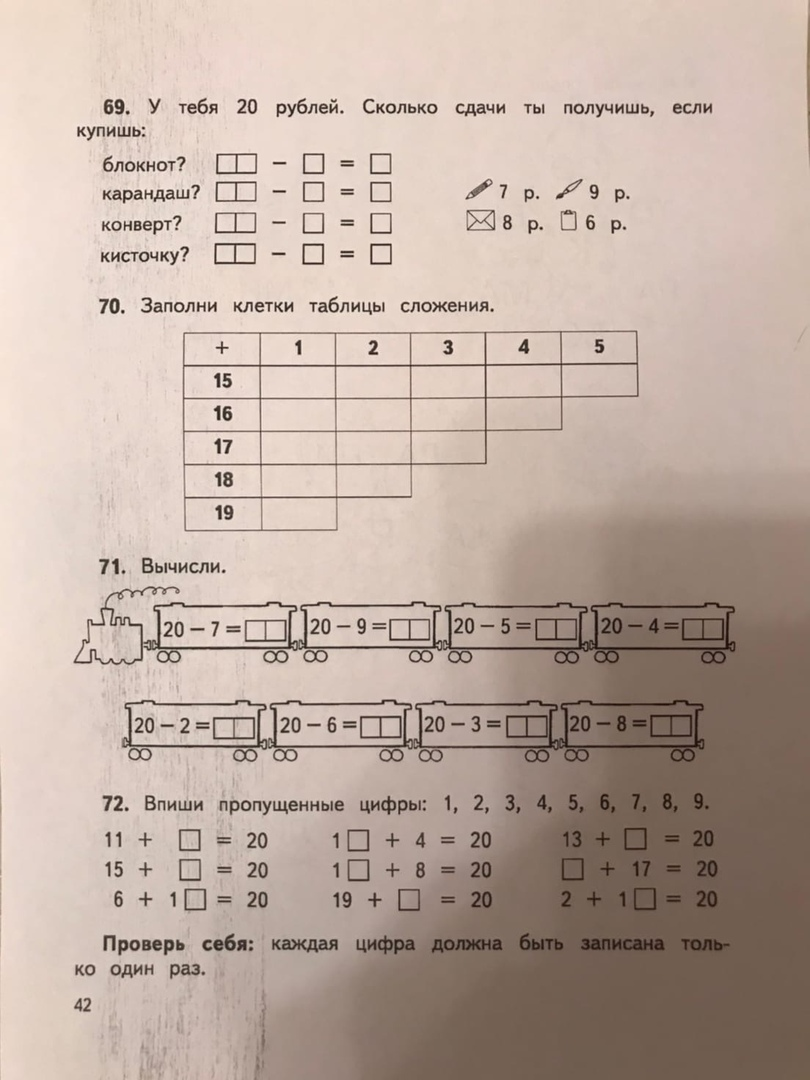 69. У тебя 20 рублей. Сколько сдачи ты получишь, если
купишь:
блокнот? □□ − □ = □
карандаш? □□ − □ = □ 7 р. 9 р.
конверт? □□ − □ = □ 8 р. 6 р.
кисточку? □□ − □ = □
70. Заполни клетки таблицы сложения.
+ 1 2 3 4 5
15
16
17
18
19
71. Вычисли.
20 − 7 = □□ 20 − 9 = □□ 20 − 5 = □□ 20 − 4 = □□
20 − 2 = □□ 20 − 6 = □□ 20 − 3 = □□ 20 − 8 = □□
72. Впиши пропущенные цифры: 1, 2, 3, 4, 5, 6, 7, 8, 9.
11 + □ = 20 1□ + 4 = 20 13 + □ = 20
15 + □ = 20 1□ + 8 = 20 □ + 17 = 20
6 + 1□ = 20 19 + □ = 20 2 + 1□ = 20
Проверь себя: каждая цифра должна быть записана толь-
ко один раз.
42